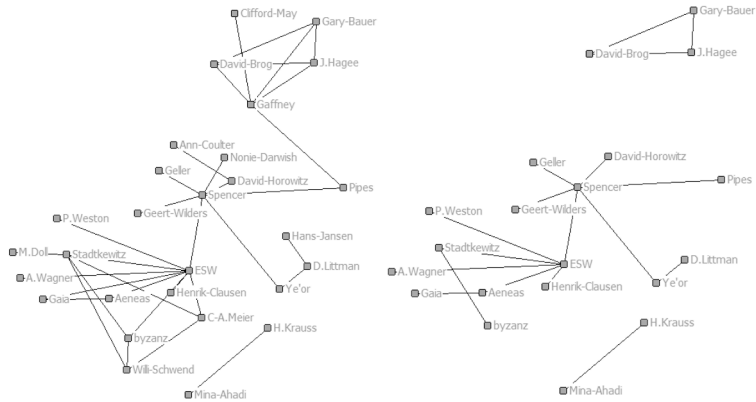 Clifford-May
Gary-Bauer
David-Brog
J.Hagee
Gaffney
Ann-Coulter
Nonie-Darwish
Geller
David-Horowitz
Pipes
Spencer
Geert-Wilders
P.Weston
Hans-Jansen
M.Doll
Stadtkewitz
D.Littman
ESW
A.Wagner
Ye'or
Henrik-Clausen
Gaia
Aeneas
C-A.Meier
H.Krauss
byzanz
Willi-Schwend
Mina-Ahadi
Gary-Bauer
David-Brog
J.Hagee
David-Horowitz
Geller
Pipes
Spencer
Geert-Wilders
P.Weston
Stadtkewitz
D.Littman
ESW
A.Wagner
Ye'or
Henrik-Clausen
Gaia
Aeneas
H.Krauss
byzanz
Mina-Ahadi